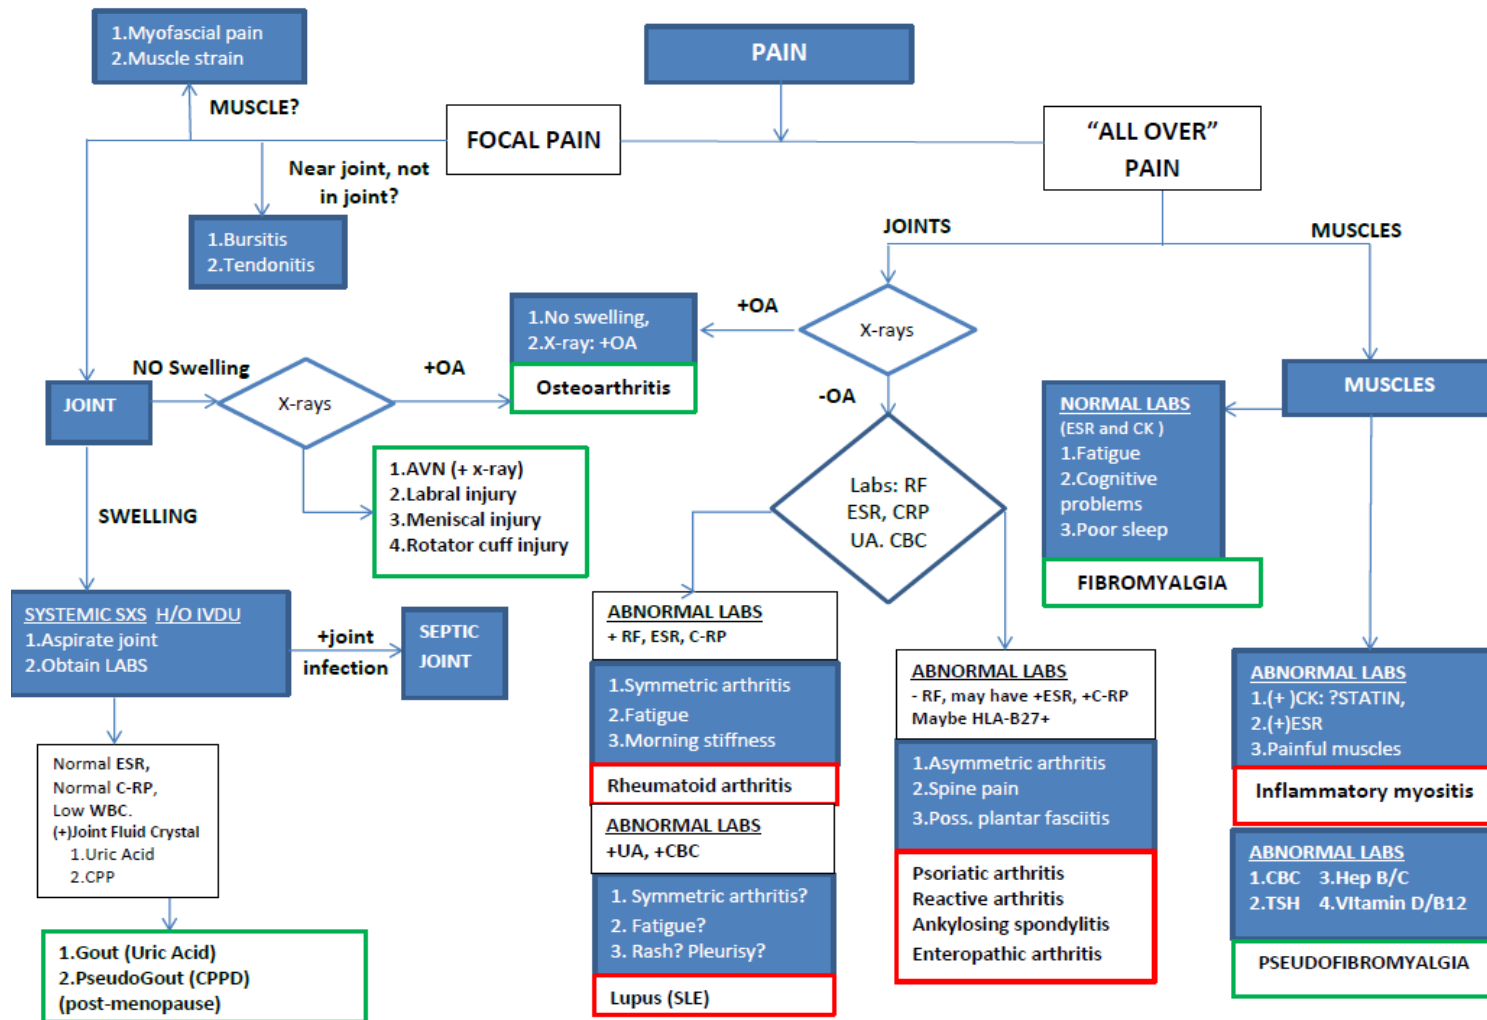 1.Myofascial pain
2.Muscle strain
PAIN
MUSCLE?
FOCAL PAIN
“ALL OVER”
PAIN
Near joint, not
in joint?
1.Bursitis
2.Tendonitis
JOINTS
MUSCLES
1.No swelling,
2.X-ray: +OA
Osteoarthritis
+OA
X-rays
NO Swelling
JOINT
X-rays
+OA
-OA
MUSCLES
NORMAL LABS
(ESR and CK )
1.Fatigue
2.Cognitive
problems
3.Poor sleep
FIBROMYALGIA
1.AVN (+ x-ray)
2.Labral injury
3.Meniscal injury
4.Rotator cuff injury
Labs: RF
ESR, CRP
UA. CBC
SWELLING
SYSTEMIC SXS H/O IVDU
1.Aspirate joint
2.Obtain LABS
+joint
infection
SEPTIC
JOINT
Normal ESR,
Normal C-RP,
Low WBC.
(+)Joint Fluid Crystal
1.Uric Acid
2.CPP
1.Gout (Uric Acid)
2.PseudoGout (CPPD)
(post-menopause)
ABNORMAL LABS
+ RF, ESR, C-RP
1.Symmetric arthritis
2.Fatigue
3.Morning stiffness
Rheumatoid arthritis
ABNORMAL LABS
+UA, +CBC
1. Symmetric arthritis?
2. Fatigue?
3. Rash? Pleurisy?
Lupus (SLE)
ABNORMAL LABS
- RF, may have +ESR, +C-RP
Maybe HLA-B27+
1.Asymmetric arthritis
2.Spine pain
3.Poss. plantar fasciitis
Psoriatic arthritis
Reactive arthritis
Ankylosing spondylitis
Enteropathic arthritis
ABNORMAL LABS
1.(+ )CK: ?STATIN,
2.(+)ESR
3.Painful muscles
Inflammatory myositis
ABNORMAL LABS
1.CBC 3.Hep B/C
2.TSH 4.VItamin D/B12
PSEUDOFIBROMYALGIA